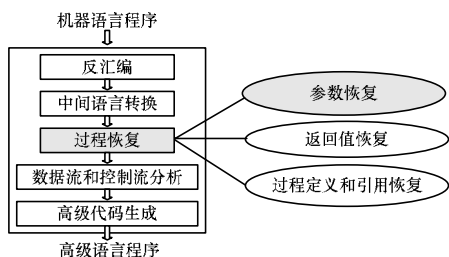 机器语言程序
反汇编
中间语言转换
过程恢复
数据流和控制流分析
高级代码生成
高级语言程序
参数恢复
返回值恢复
过程定义和引用恢复